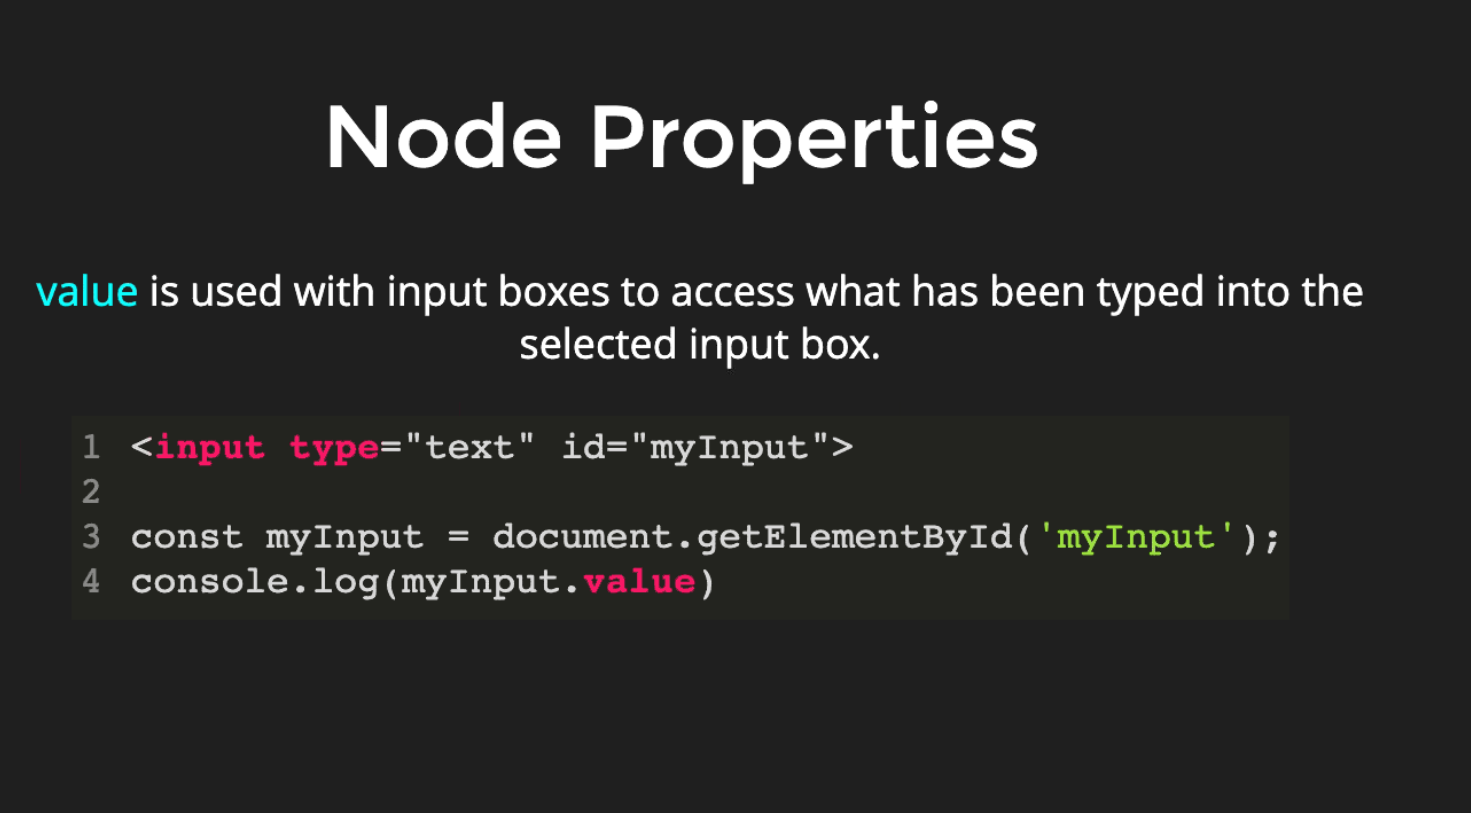 Node Properties
value is used with input boxes to access what has been typed into the
selected input box.
1 <input type="text" id="myInput">
2
3 const myInput = document.getElementById('myInput');
4 console.log(myInput.value)